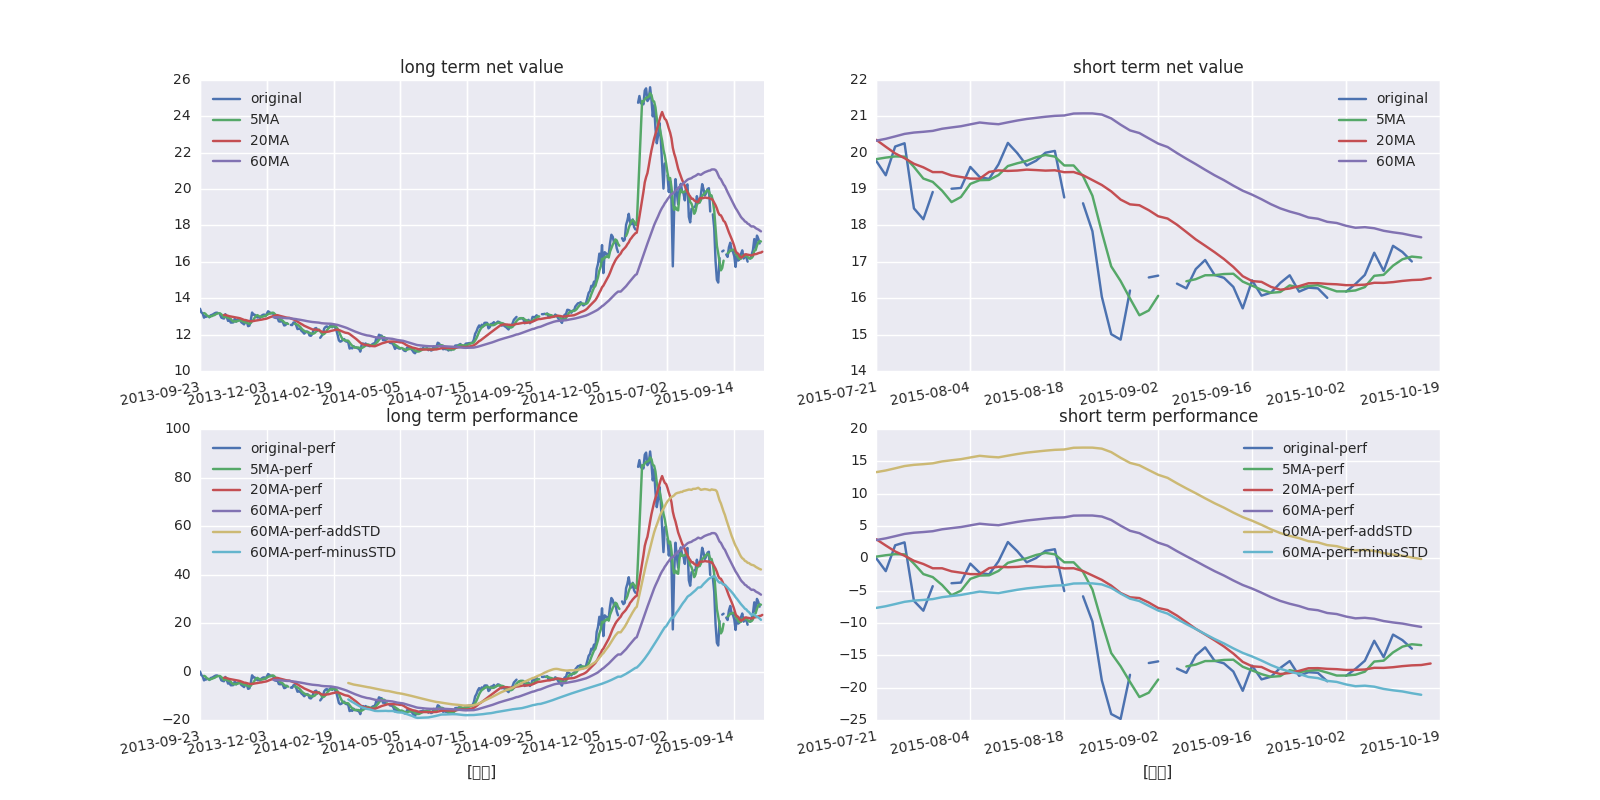 long term net value
26
24
22
20
18
16
14
12
10
original
5MA
20MA
60MA
2013-09-23
2013-12-03
2014-02-19
2014-05-05
2014-07-15
2014-09-25
2014-12-05
2015-07-02
2015-09-14
short term net value
22
21
20
19
18
17
16
15
14
original
5MA
20MA
60MA
2015-07-21
2015-08-04
2015-08-18
2015-09-02
2015-09-16
2015-10-02
2015-10-19
long term performance
100
80
60
40
20
0
−20
original-perf
5MA-perf
20MA-perf
60MA-perf
60MA-perf-addSTD
60MA-perf-minusSTD
2013-09-23
2013-12-03
2014-02-19
2014-05-05
2014-07-15
2014-09-25
2014-12-05
2015-07-02
2015-09-14
short term performance
20
15
10
5
0
−5
−10
−15
−20
−25
original-perf
5MA-perf
20MA-perf
60MA-perf
60MA-perf-addSTD
60MA-perf-minusSTD
2015-07-21
2015-08-04
2015-08-18
2015-09-02
2015-09-16
2015-10-02
2015-10-19